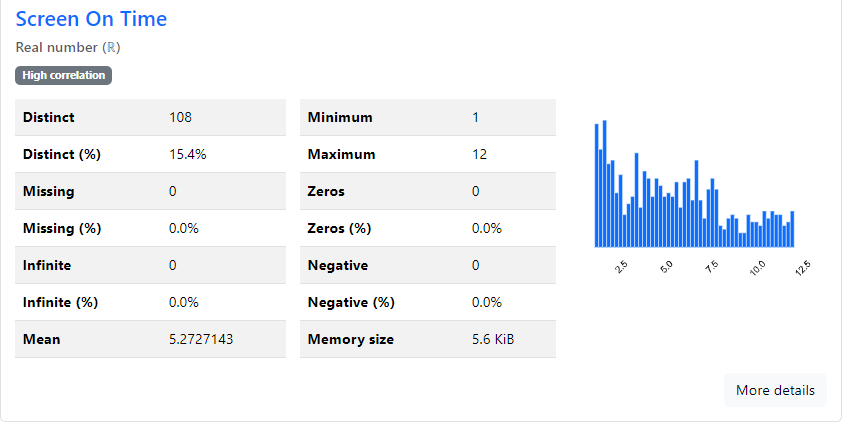 Screen On Time
Real number (ℝ)
High correlation
Distinct 108
Distinct (%) 15.4%
Missing 0
Missing (%) 0.0%
Infinite 0
Infinite (%) 0.0%
Mean 5.2727143
Minimum 1
Maximum 12
Zeros 0
Zeros (%) 0.0%
Negative 0
Negative (%) 0.0%
Memory size 5.6 KiB
2.5 5.0 7.5 10.0 12.5
More details